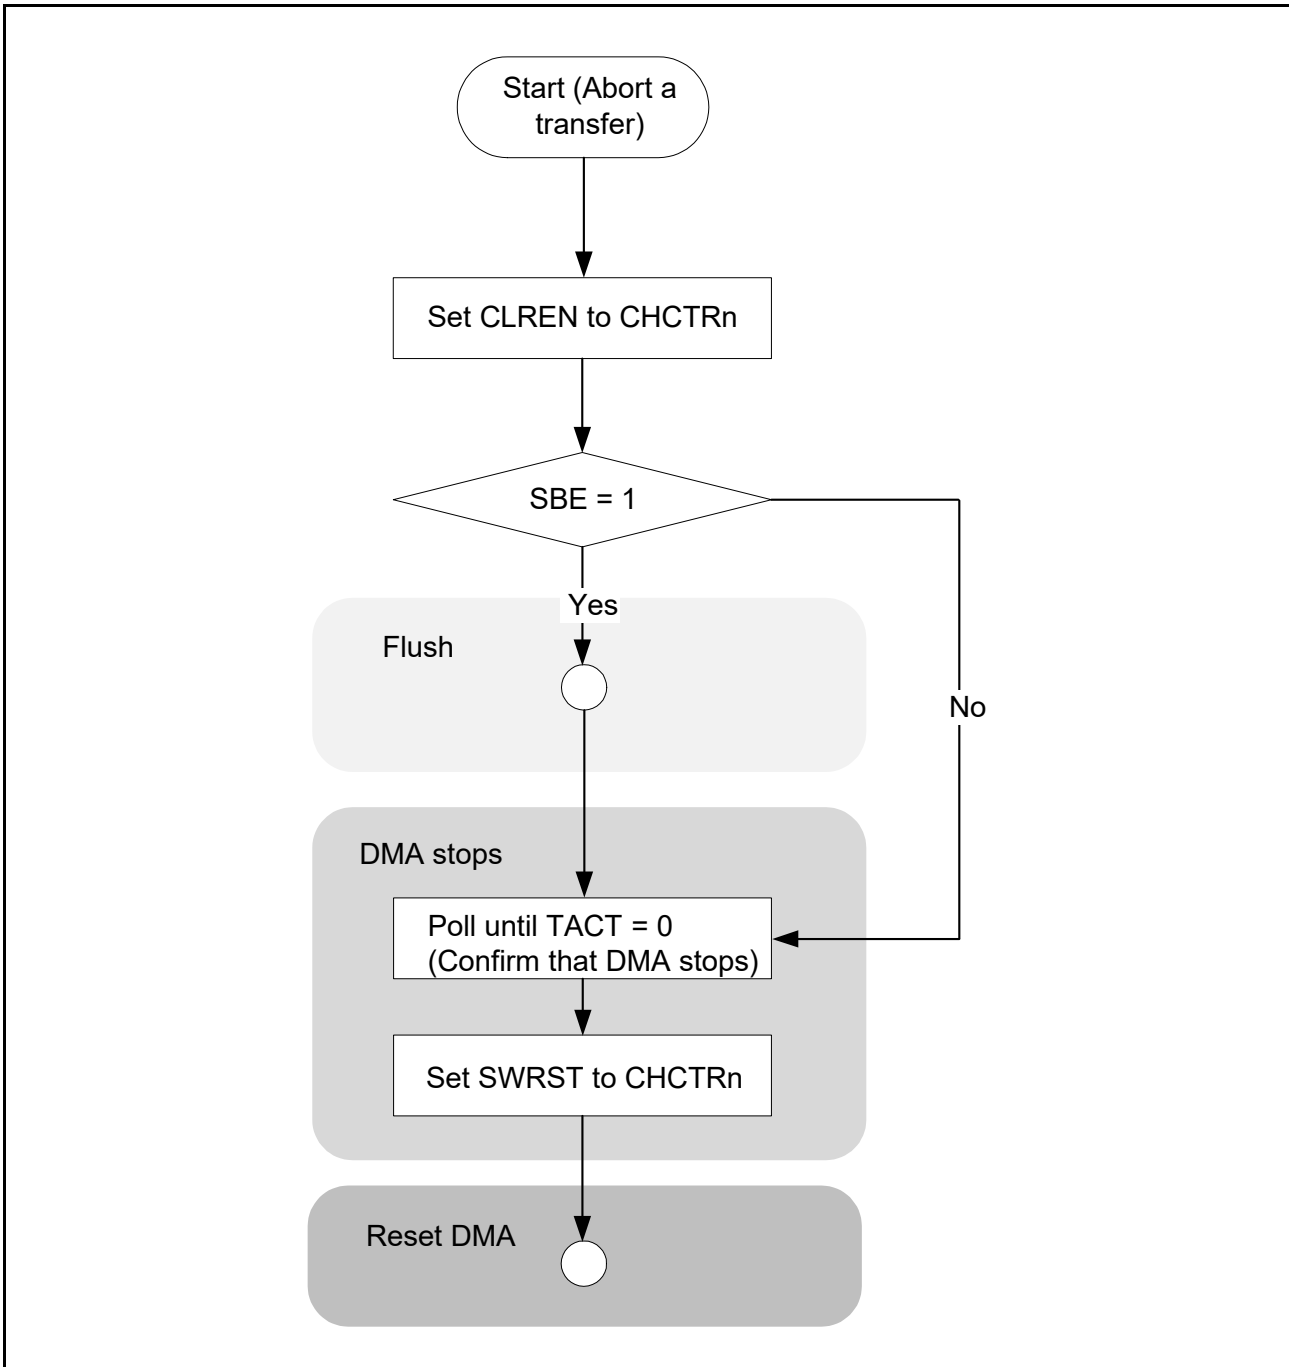 Start (Abort a
transfer)
Set CLREN to CHCTRn
SBE = 1
Yes
Flush
No
DMA stops
Poll until TACT = 0
(Confirm that DMA stops)
Set SWRST to CHCTRn
Reset DMA